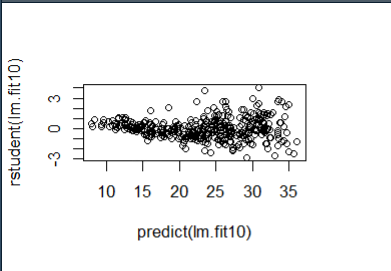 rstudent(lm.fit10)
3
0
-3
10 15 20 25 30 35
predict(lm.fit10)